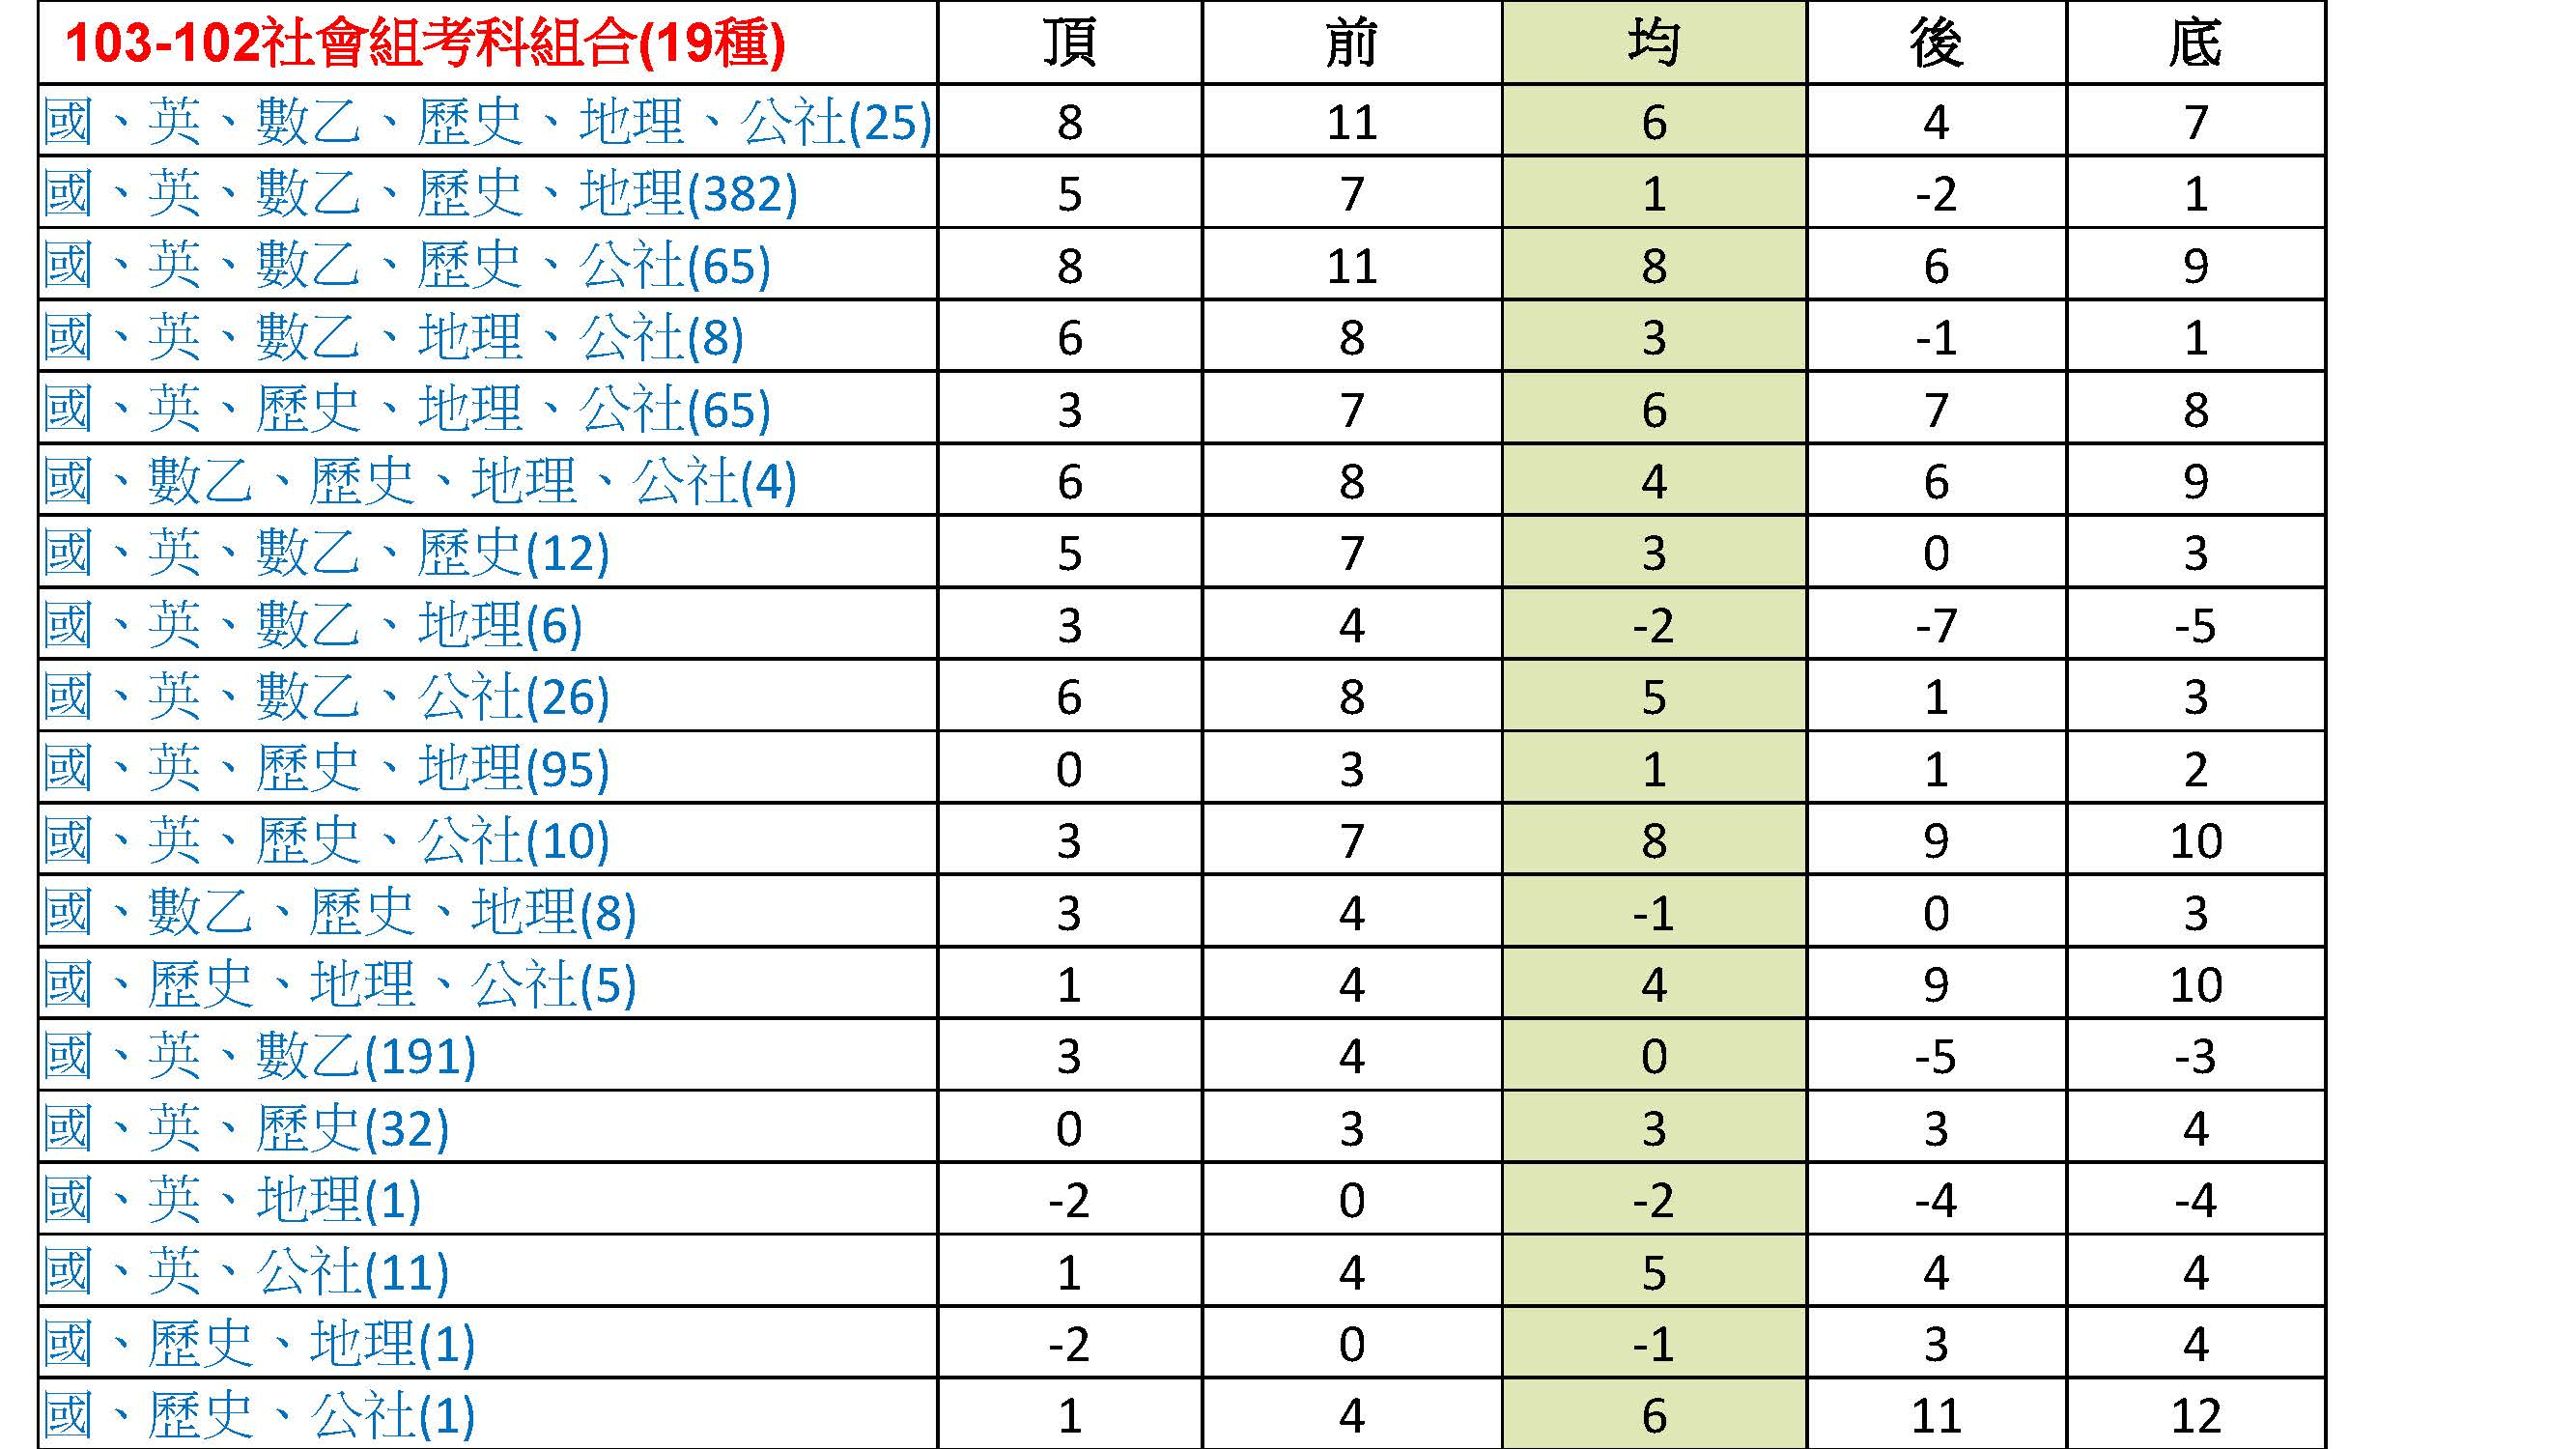 103-102社會組考科組合(19種) 頂 前 均 後 底
國、英、數乙、歷史、地理、公社(25) 8 11 6 4 7
國、英、數乙、歷史、地理(382) 5 7 1 -2 1
國、英、數乙、歷史、公社(65) 8 11 8 6 9
國、英、數乙、地理、公社(8) 6 8 3 -1 1
國、英、歷史、地理、公社(65) 3 7 6 7 8
國、數乙、歷史、地理、公社(4) 6 8 4 6 9
國、英、數乙、歷史(12) 5 7 3 0 3
國、英、數乙、地理(6) 3 4 -2 -7 -5
國、英、數乙、公社(26) 6 8 5 1 3
國、英、歷史、地理(95) 0 3 1 1 2
國、英、歷史、公社(10) 3 7 8 9 10
國、數乙、歷史、地理(8) 3 4 -1 0 3
國、歷史、地理、公社(5) 1 4 4 9 10
國、英、數乙(191) 3 4 0 -5 -3
國、英、歷史(32) 0 3 3 3 4
國、英、地理(1) -2 0 -2 -4 -4
國、英、公社(11) 1 4 5 4 4
國、歷史、地理(1) -2 0 -1 3 4
國、歷史、公社(1) 1 4 6 11 12